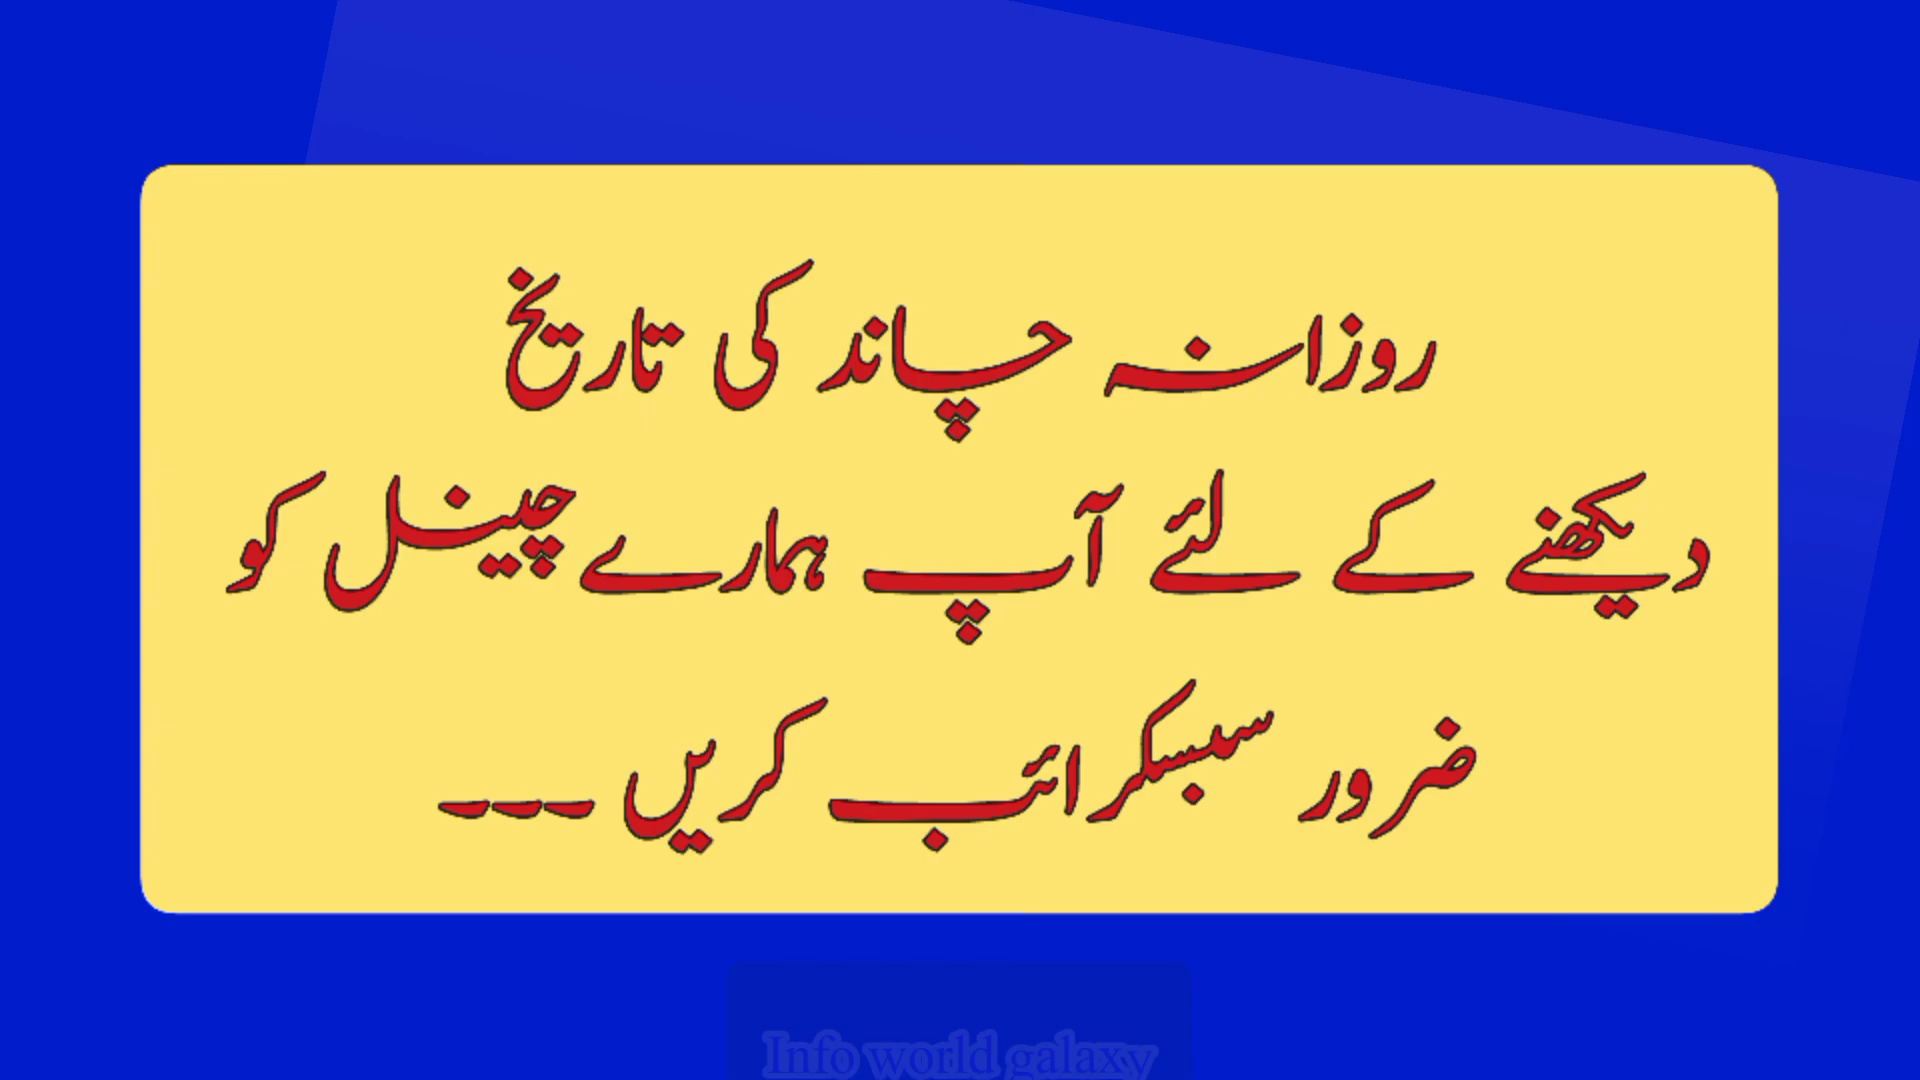 روزانہ چاند کی تاریخ
دیکھنے کے لئے آپ ہمارے چینل کو
ضرور سبسکرائب کریں ۔۔۔
Info world galaxy